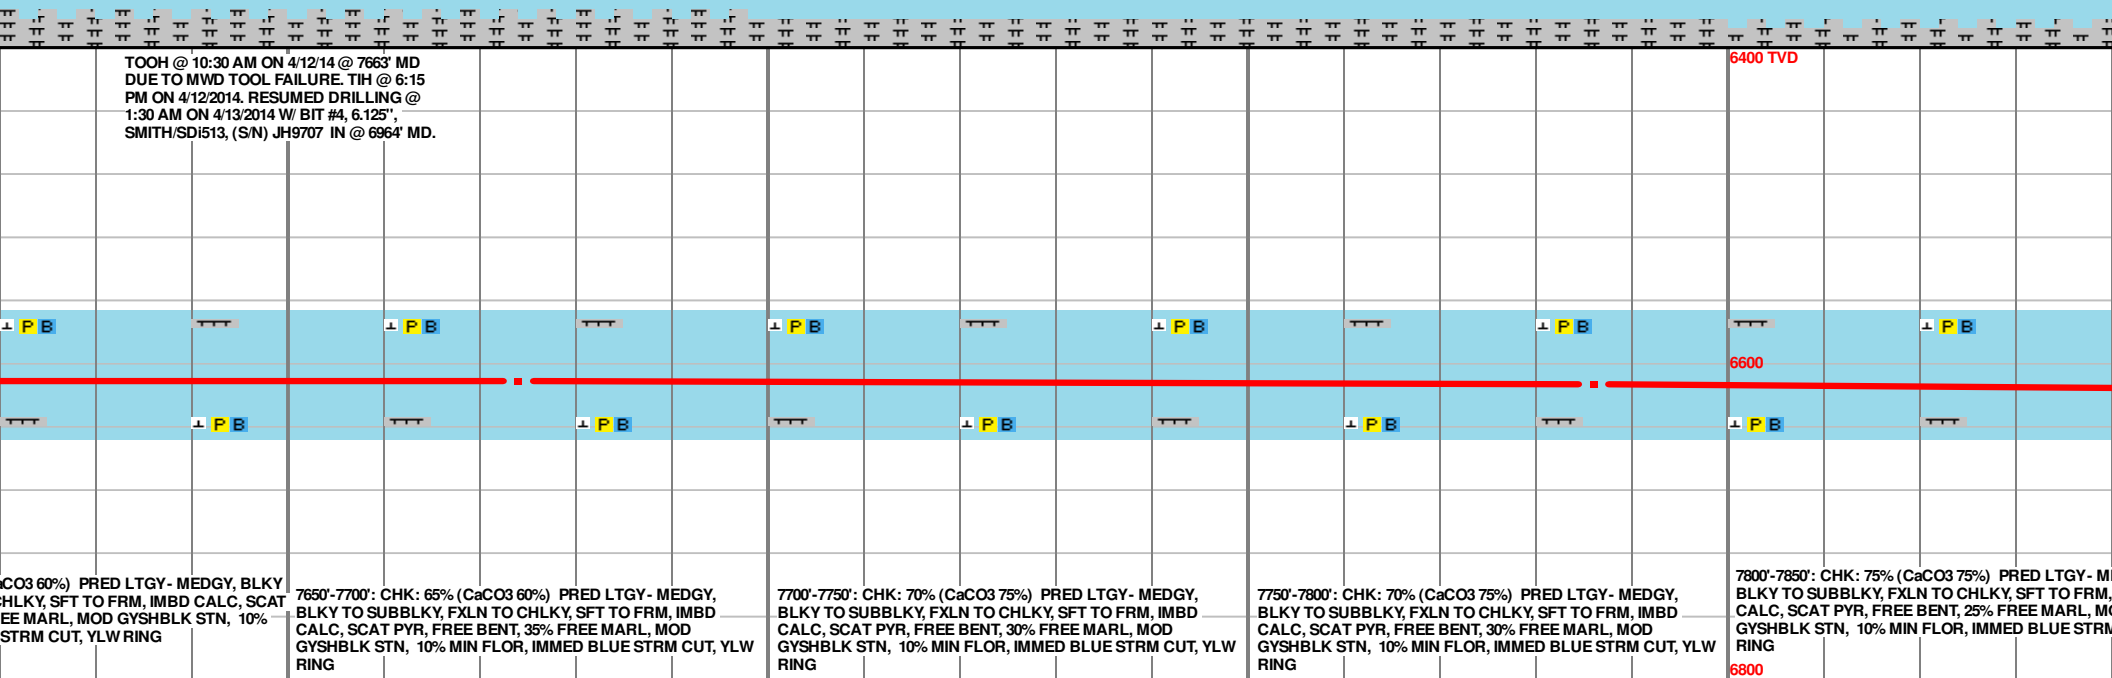 TOOH @ 10:30 AM ON 4/12/14 @ 7663' MD
DUE TO MWD TOOL FAILURE. TIH @ 6:15
PM ON 4/12/2014. RESUMED DRILLING @
1:30 AM ON 4/13/2014 W/ BIT #4, 6.125",
SMITH/SDi513, (S/N) JH9707 IN @ 6964' MD.
6400 TVD
P B
P B
P B
P B
P B
P B
6600
P B
P B
P B
P B
P B
CO3 60%) PRED LTGY- MEDGY, BLKY
CHLKY, SFT TO FRM, IMBD CALC, SCAT
EE MARL, MOD GYSHBLK STN, 10%
STRM CUT, YLW RING
7650'-7700': CHK: 65% (CaCO3 60%) PRED LTGY- MEDGY,
BLKY TO SUBBLKY, FXLN TO CHLKY, SFT TO FRM, IMBD
CALC, SCAT PYR, FREE BENT, 35% FREE MARL, MOD
GYSHBLK STN, 10% MIN FLOR, IMMED BLUE STRM CUT, YLW
RING
7700'-7750': CHK: 70% (CaCO3 75%) PRED LTGY- MEDGY,
BLKY TO SUBBLKY, FXLN TO CHLKY, SFT TO FRM, IMBD
CALC, SCAT PYR, FREE BENT, 30% FREE MARL, MOD
GYSHBLK STN, 10% MIN FLOR, IMMED BLUE STRM CUT, YLW
RING
7750'-7800': CHK: 70% (CaCO3 75%) PRED LTGY- MEDGY,
BLKY TO SUBBLKY, FXLN TO CHLKY, SFT TO FRM, IMBD
CALC, SCAT PYR, FREE BENT, 30% FREE MARL, MOD
GYSHBLK STN, 10% MIN FLOR, IMMED BLUE STRM CUT, YLW
RING
7800'-7850': CHK: 75% (CaCO3 75%) PRED LTGY- M
BLKY TO SUBBLKY, FXLN TO CHLKY, SFT TO FRM,
CALC, SCAT PYR, FREE BENT, 25% FREE MARL, M
GYSHBLK STN, 10% MIN FLOR, IMMED BLUE STRM
RING
6800